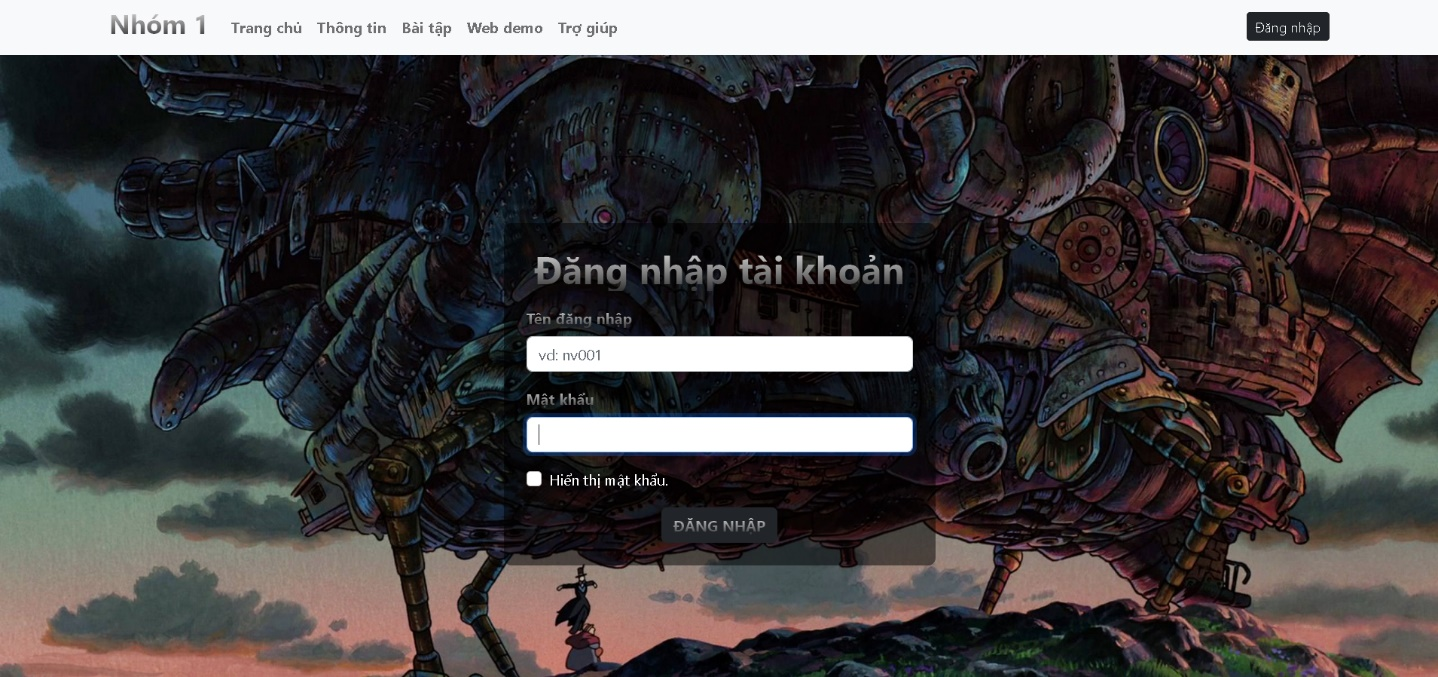 Nhóm 1 Trang chủ Thông tin Bài tập Web demo Trợ giúp Đăng nhập
Đăng nhập tài khoản
Tên đăng nhập
vd: nv001
Mật khẩu
Hiển thị mật khẩu.
ĐĂNG NHẬP